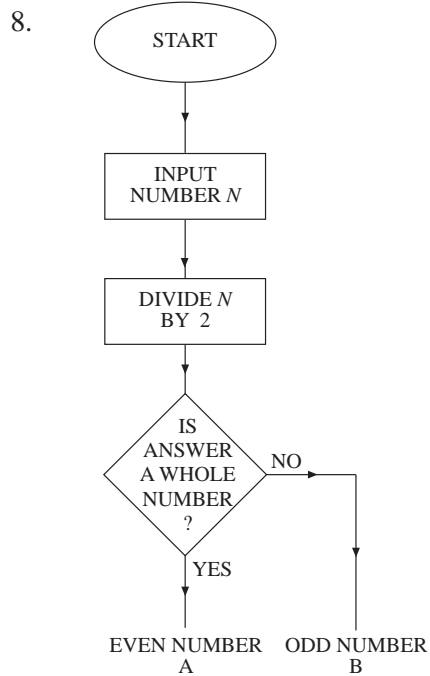 8.
START
INPUT
NUMBER N
DIVIDE N
BY 2
IS
ANSWER
A WHOLE
NUMBER
?
NO
YES
EVEN NUMBER
A
ODD NUMBER
B